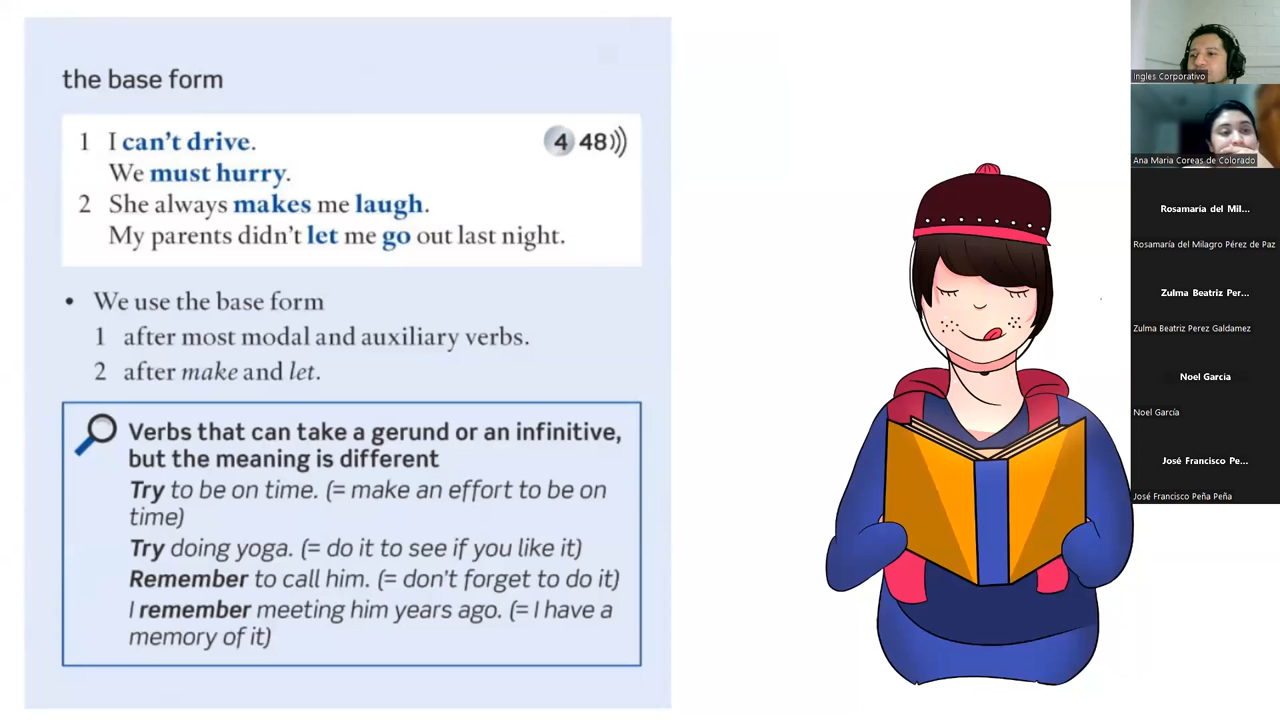 the base form
1 I can't drive.
4 48
We must hurry.
2 She always makes me laugh.
My parents didn't let me go out last night.
• We use the base form
1 after most modal and auxiliary verbs.
2 after make and let.
Verbs that can take a gerund or an infinitive,
but the meaning is different
Try to be on time. (= make an effort to be on
time)
Try doing yoga. (= do it to see if you like it)
Remember to call him. (= don't forget to do it)
I remember meeting him years ago. (= I have a
memory of it)
Ingles Corporativo
Ana Maria Coreas de Colorado
Rosamaría del Mil...
Rosamaría del Milagro Pérez de Paz
Zulma Beatriz Per...
Zulma Beatriz Perez Galdamez
Noel García
Noel García
José Francisco Pe...
José Francisco Peña Peña